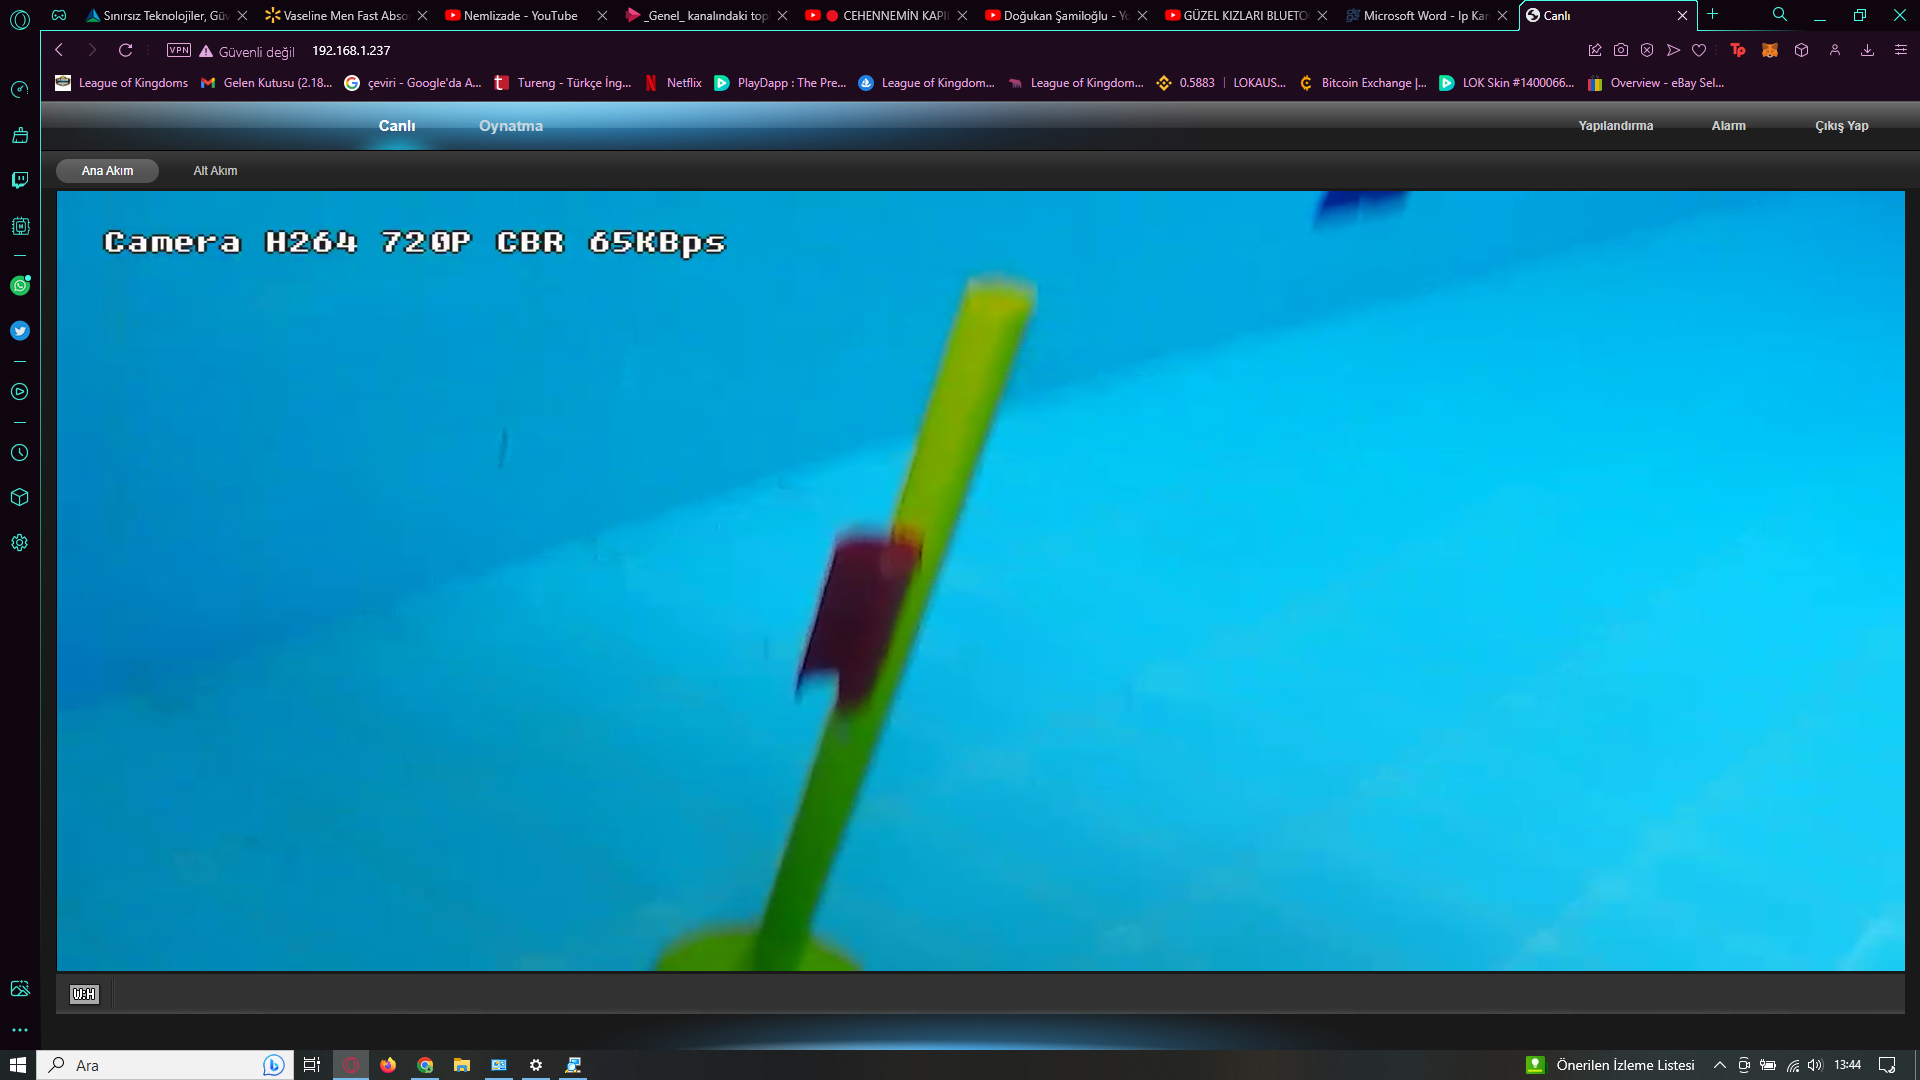 Sınırsız Teknolojiler, Güv
Vaseline Men Fast Abso
Nemlizade - YouTube
_Genel_ kanalındaki top
CEHENNEMİN KAPI
Doğukan Şamiloğlu - Yo
GÜZEL KIZLARI BLUETO
Microsoft Word - Ip Kam
Canlı
VPN
Güvenli değil
192.168.1.237
League of Kingdoms
Gelen Kutusu (2.18...
çeviri - Google'da A...
Tureng - Türkçe İng...
Netflix
PlayDapp : The Pre...
League of Kingdom...
League of Kingdom...
0.5883 | LOKAUS...
Bitcoin Exchange |...
LOK Skin #1400066...
Overview - eBay Sel...
Canlı
Oynatma
Yapılandırma
Alarm
Çıkış Yap
Ana Akım
Alt Akım
Camera H264 720P CBR 65KBps
W:H
Ara
Önerilen İzleme Listesi
13:44